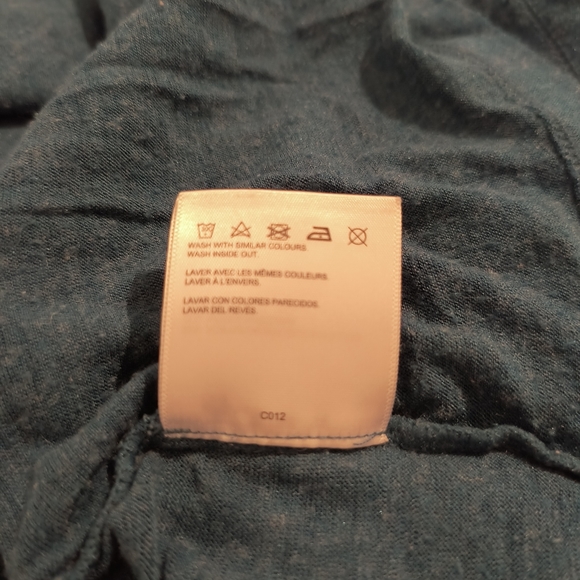 WASH WITH SIMILAR COLOURS
WASH INSIDE OUT.
LAVER AVEC LES MÊMES COULEURS.
LAVER À L'ENVERS.
LAVAR CON COLORES PARECIDOS.
LAVAR DEL REVÉS.
C012